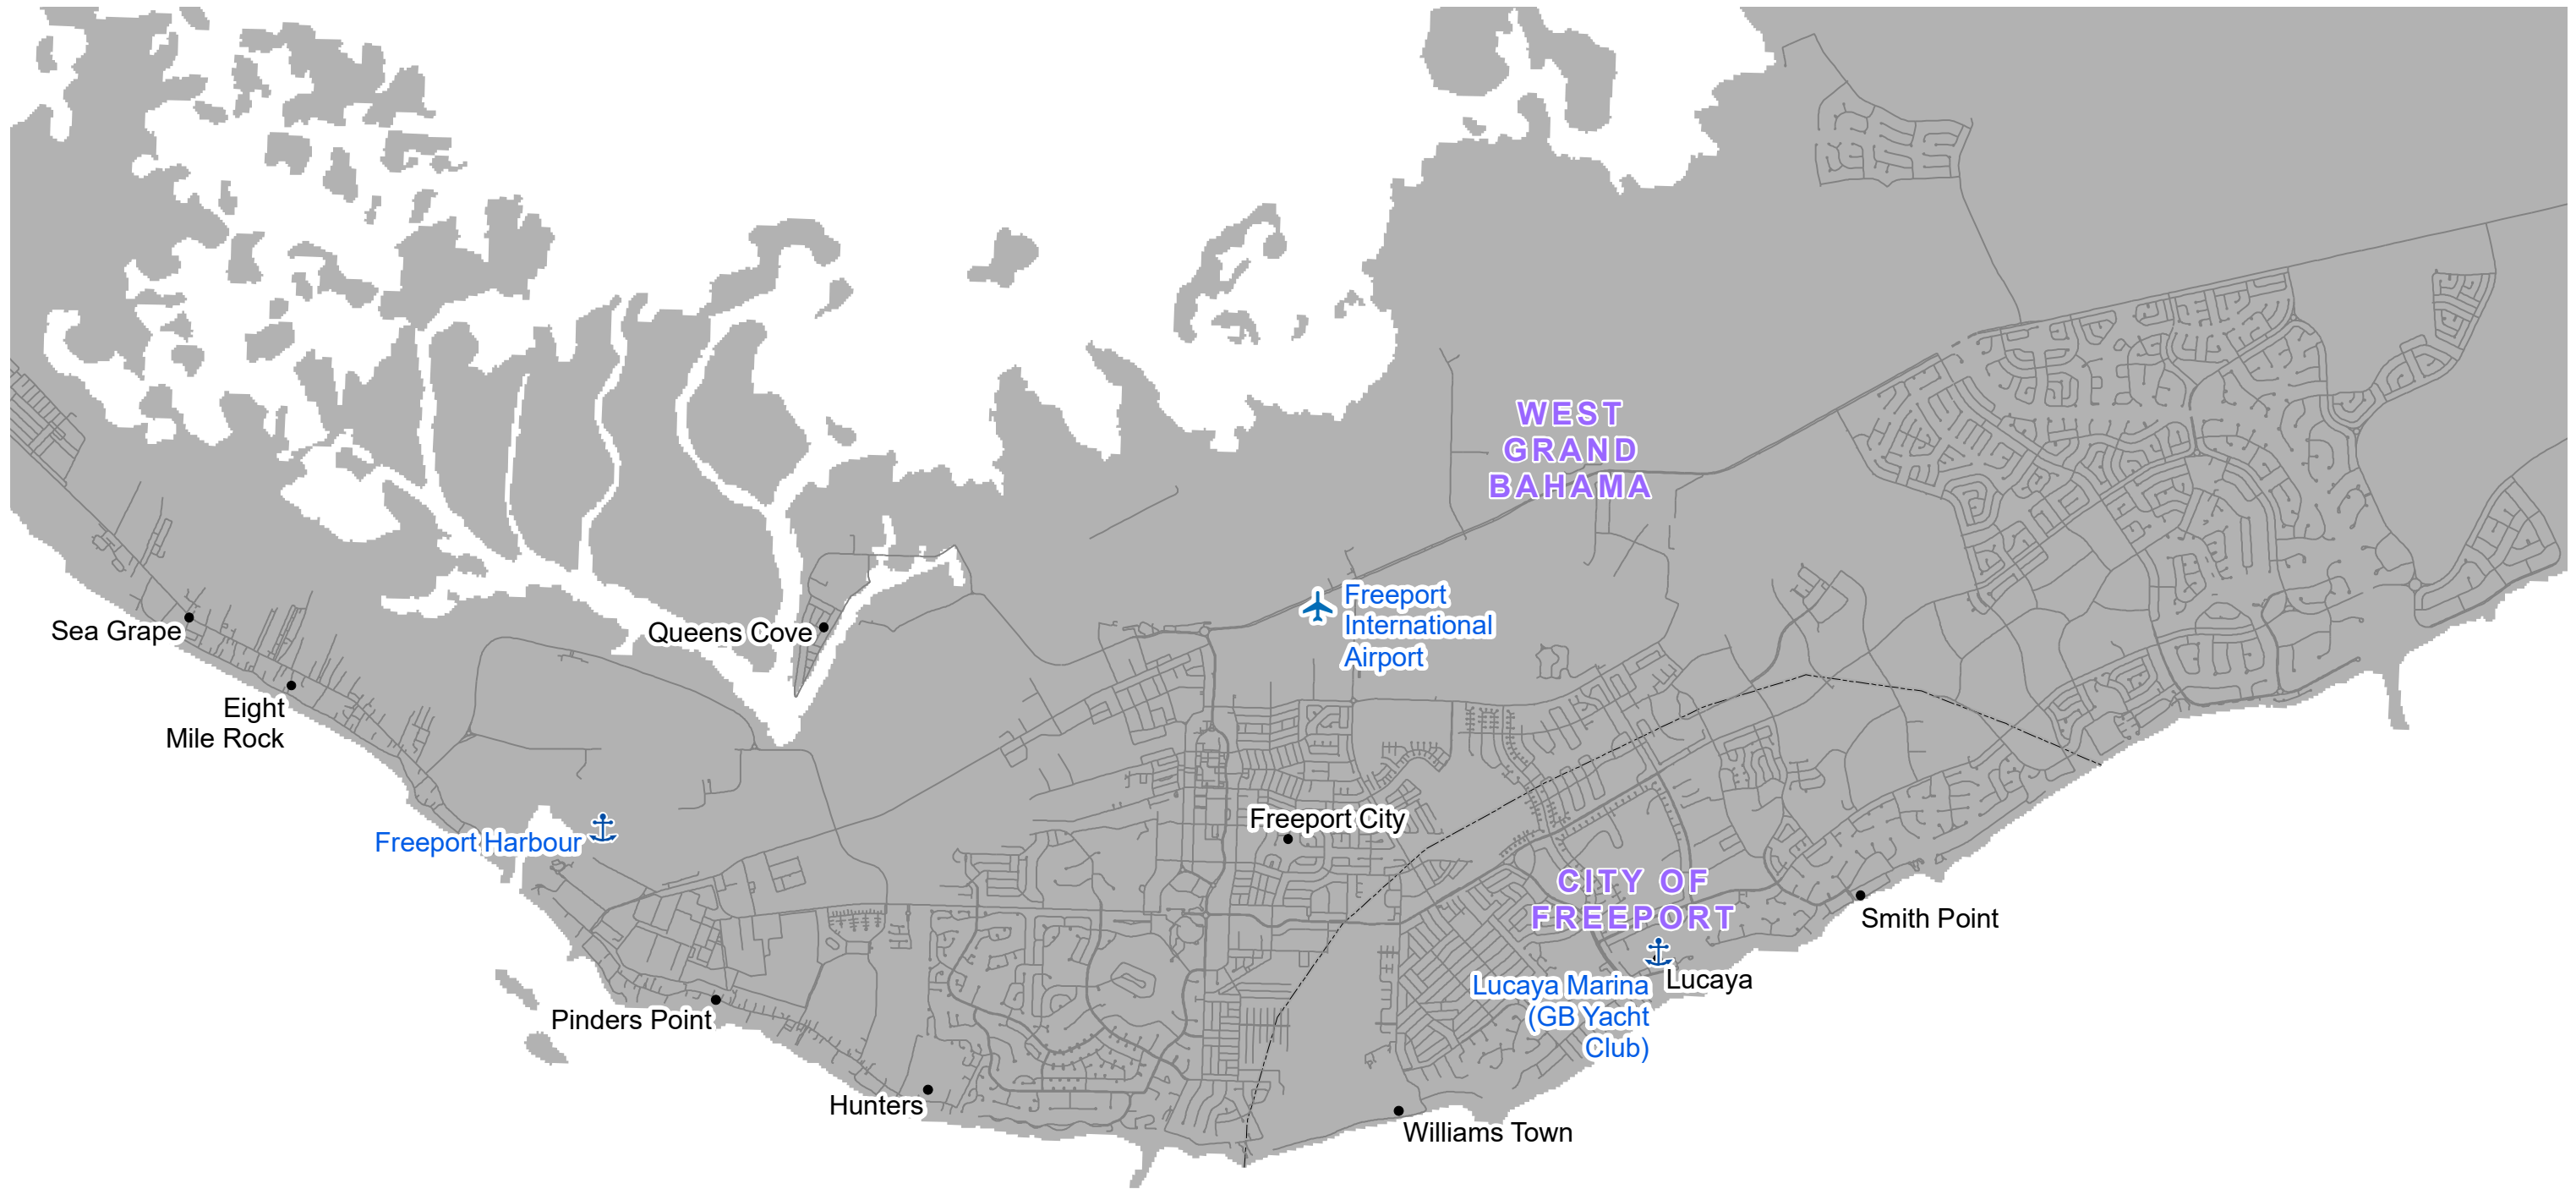 WEST
GRAND
BAHAMA
Freeport
International
Airport
Sea Grape
Queens Cove
Eight
Mile Rock
Freeport Harbour
Freeport City
CITY OF
FREEPORT
Smith Point
Lucaya
Lucaya Marina
(GB Yacht
Club)
Pinders Point
Hunters
Williams Town